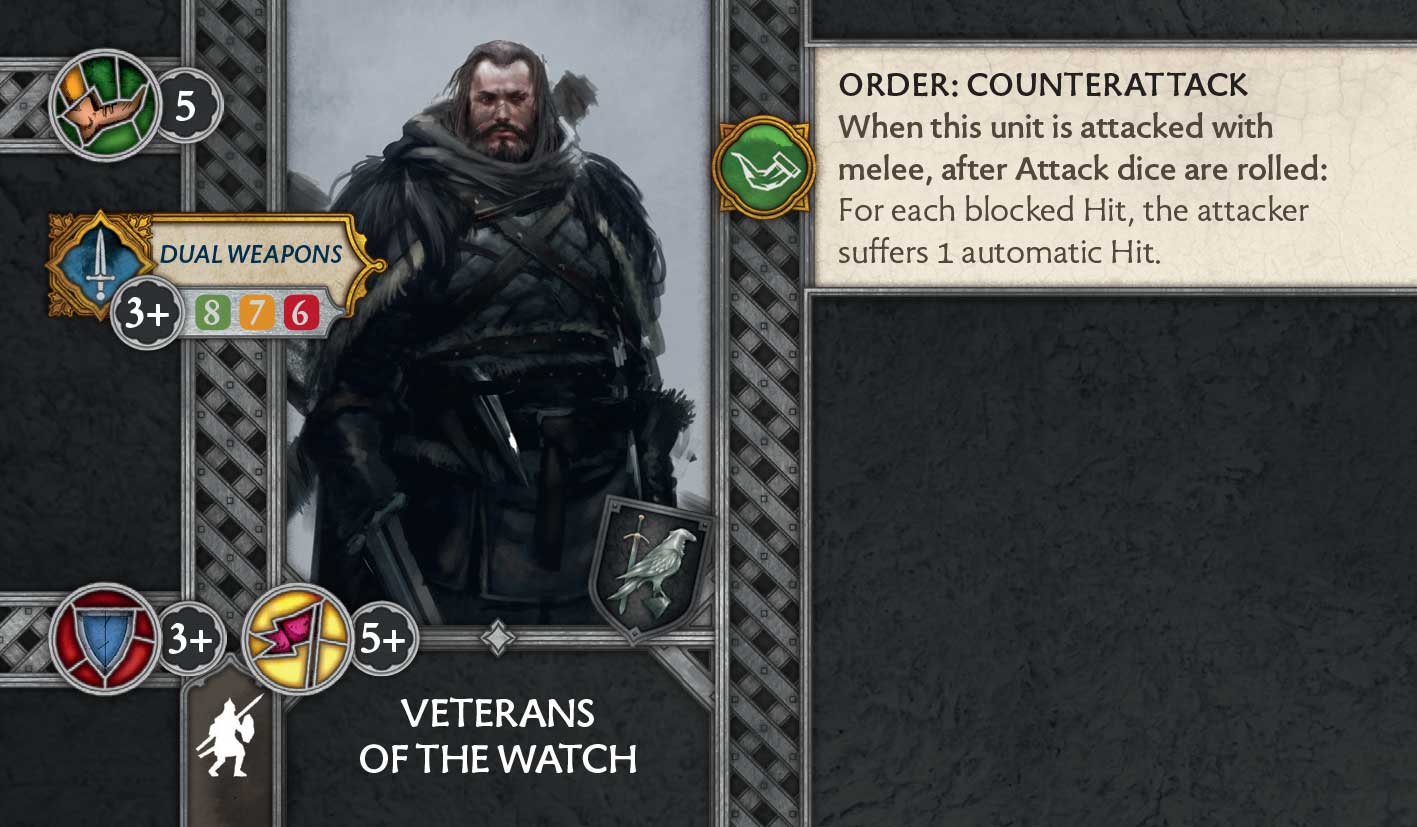 5
DUAL WEAPONS
3+ 8 7 6
3+ 5+
VETERANS
OF THE WATCH
ORDER: COUNTERATTACK
When this unit is attacked with
melee, after Attack dice are rolled:
For each blocked Hit, the attacker
suffers 1 automatic Hit.